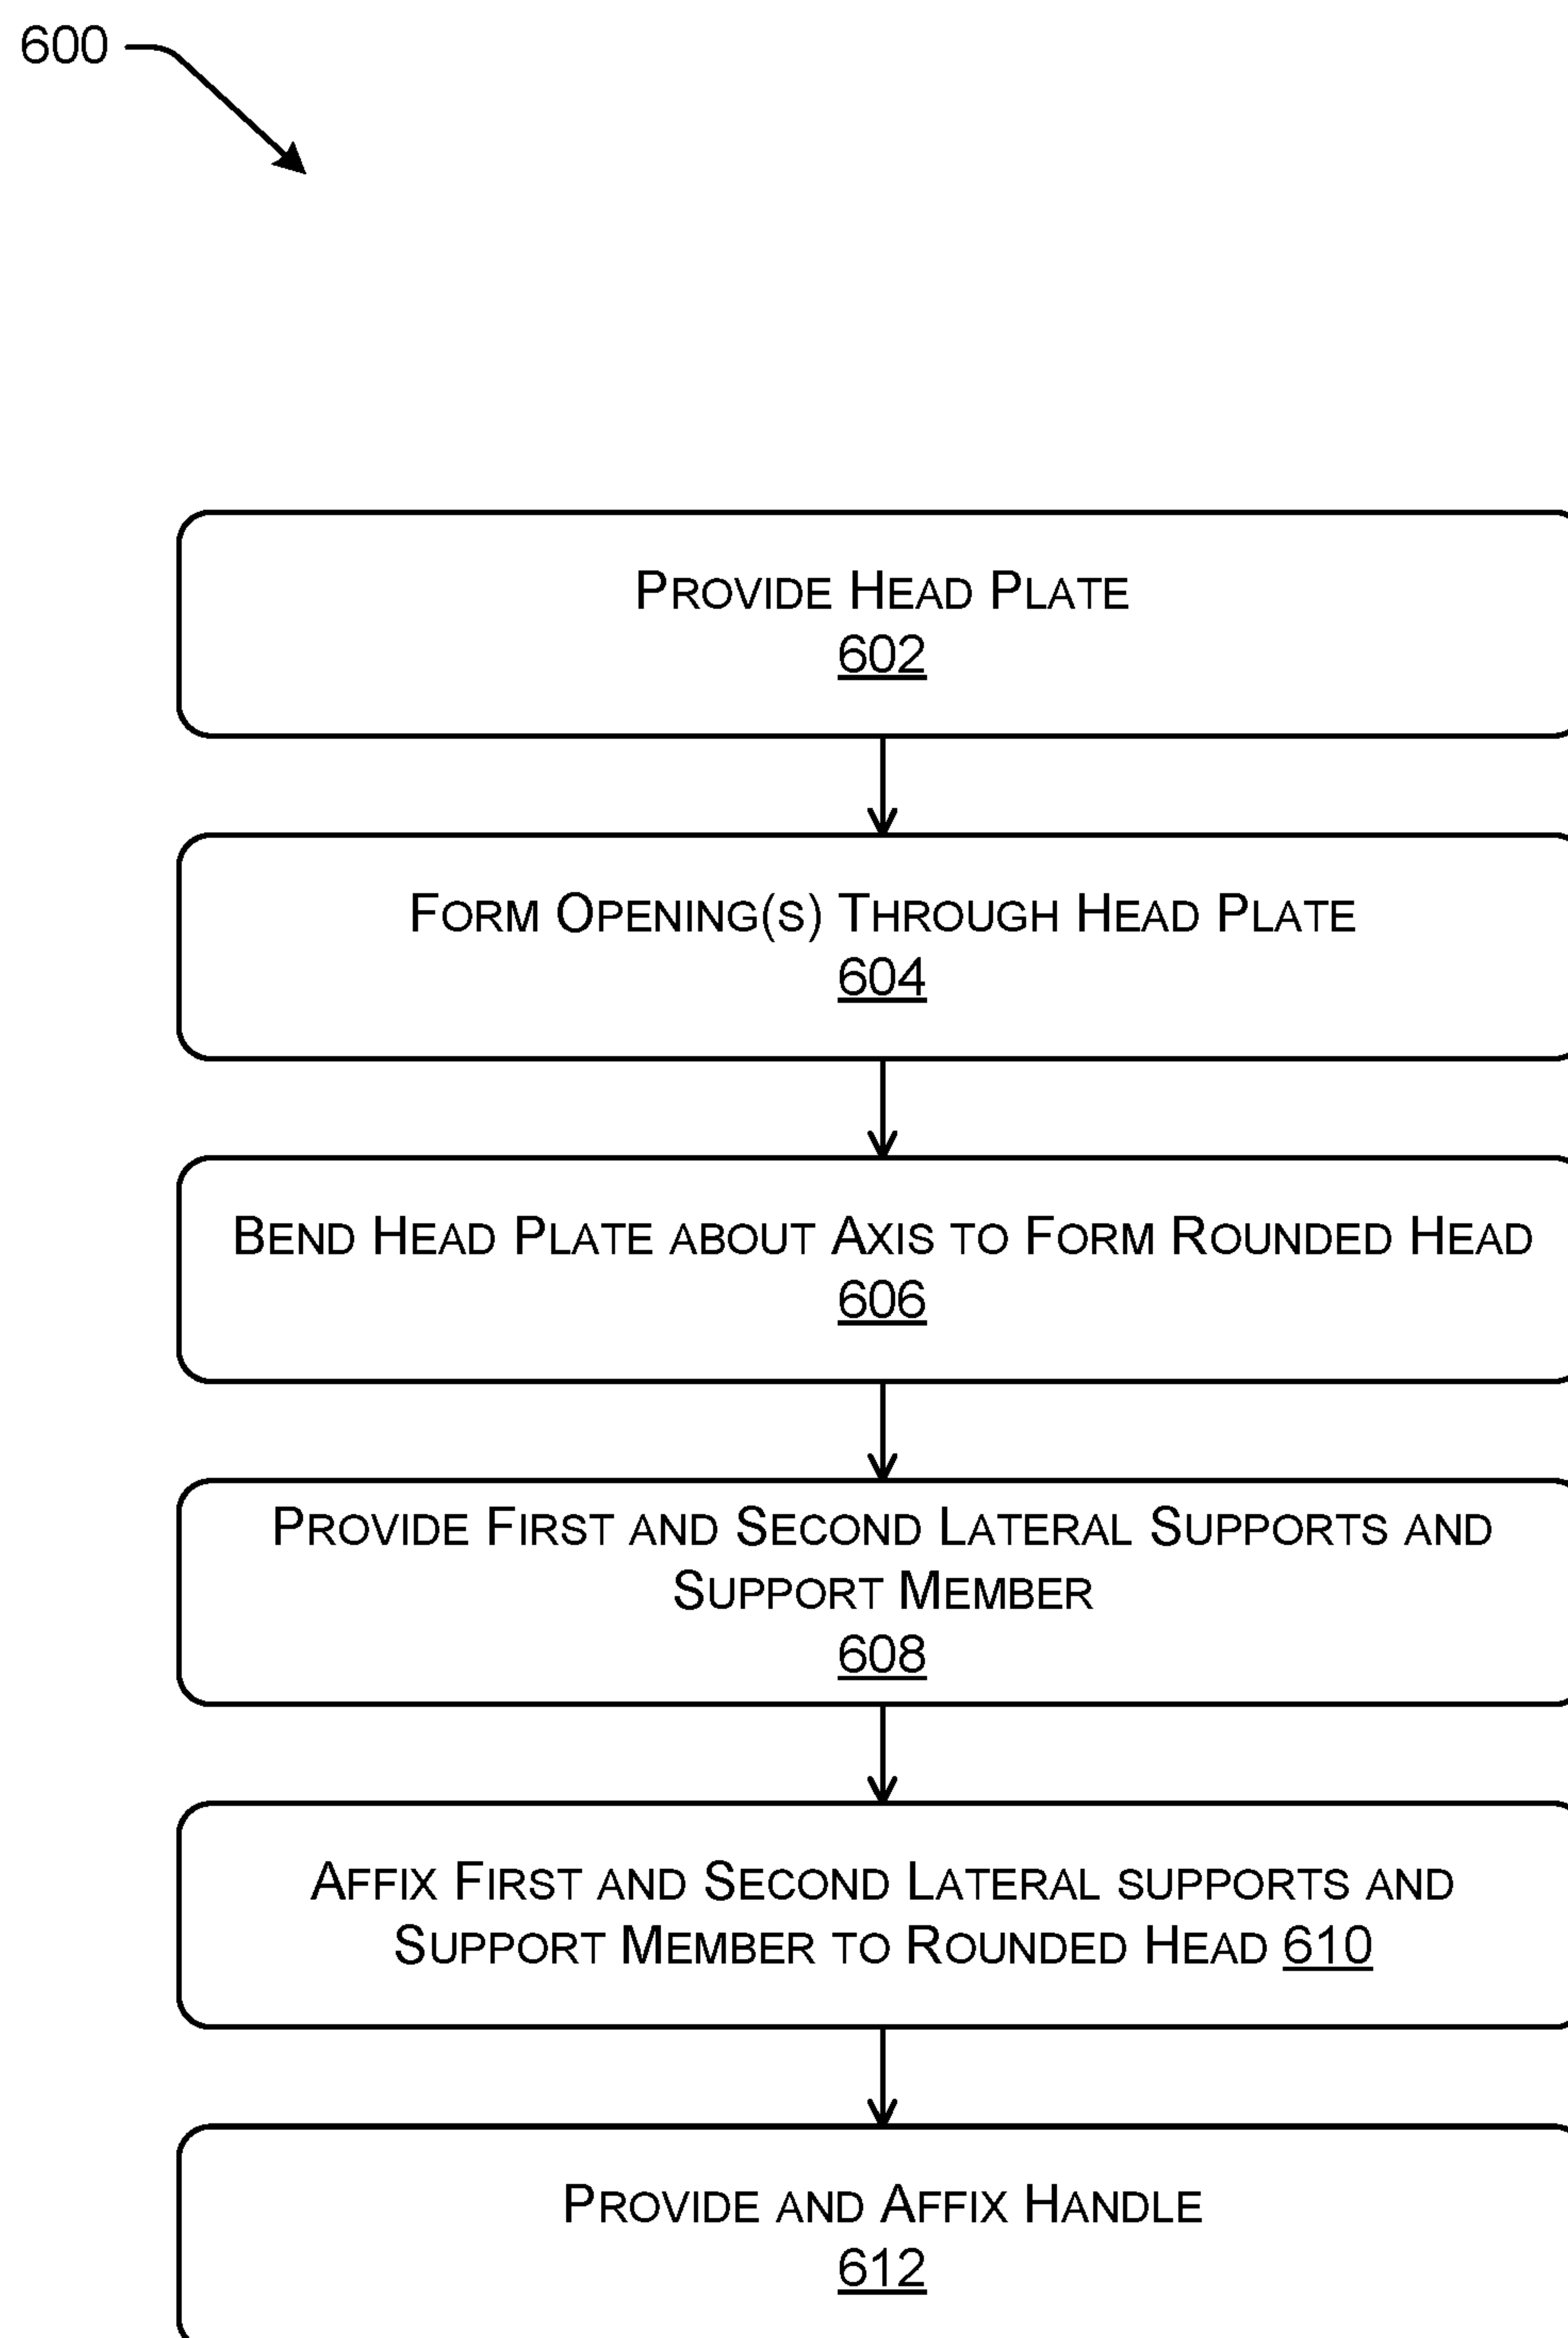 600
Provide Head Plate
602
Form Opening(s) Through Head Plate
604
Bend Head Plate about Axis to Form Rounded Head
606
Provide First and Second Lateral Supports and
Support Member
608
Affix First and Second Lateral supports and
Support Member to Rounded Head 610
Provide and Affix Handle
612